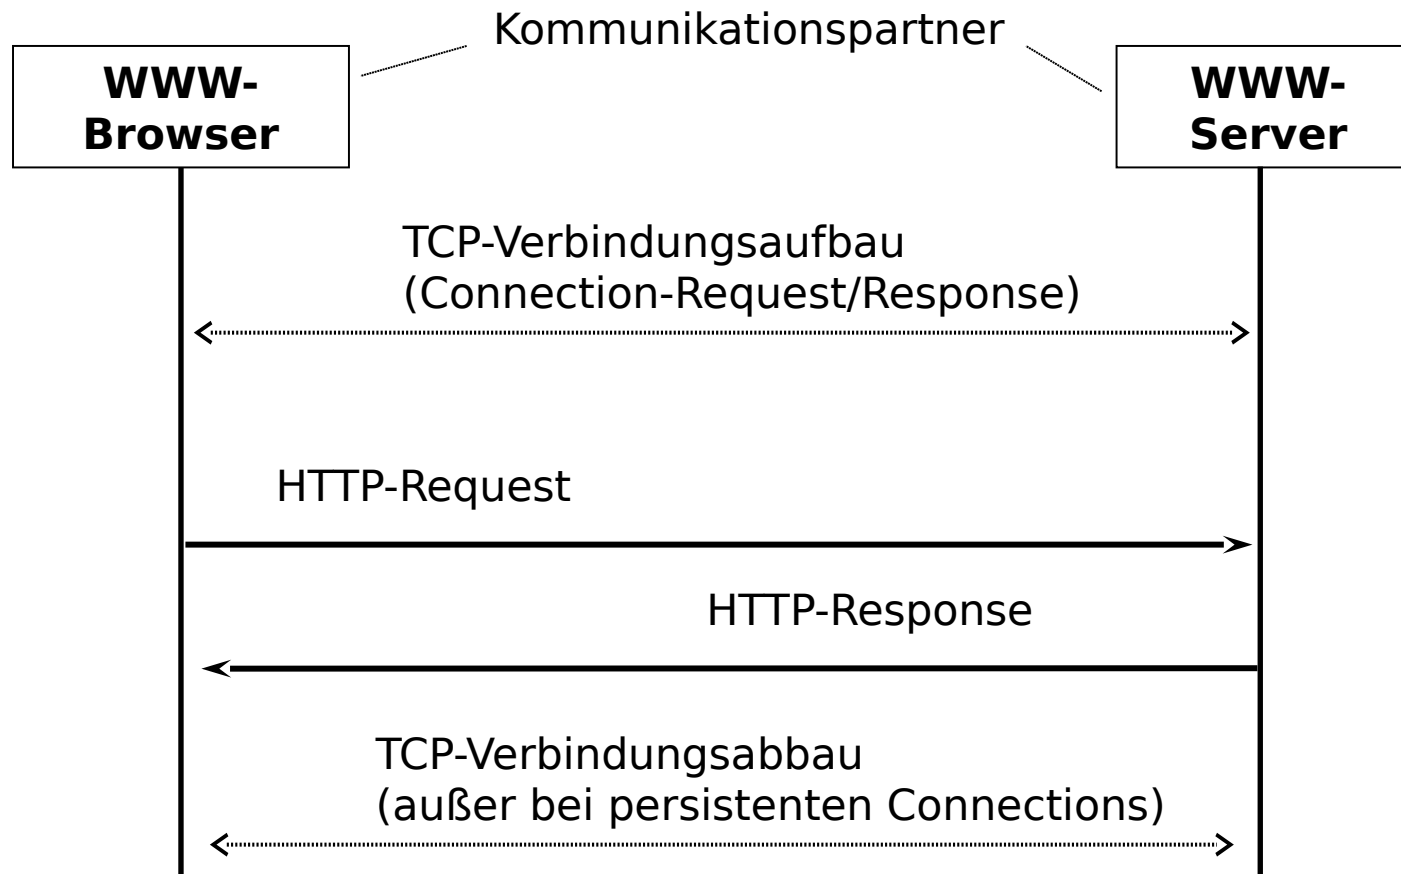 Kommunikationspartner
WWW-
Browser
WWW-
Server
TCP-Verbindungsaufbau
(Connection-Request/Response)
HTTP-Request
HTTP-Response
TCP-Verbindungsabbau
(außer bei persistenten Connections)